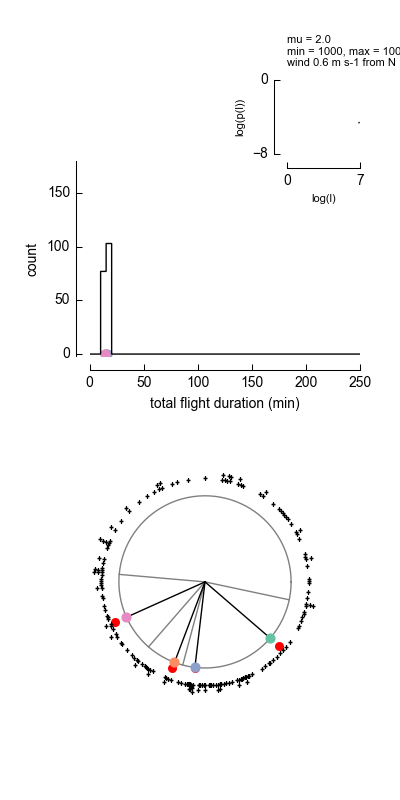 mu = 2.0
min = 1000, max = 100
wind 0.6 m s-1 from N
log(p(l))
0
−8
0 7
log(l)
count
150
100
50
0
0 50 100 150 200 250
total flight duration (min)